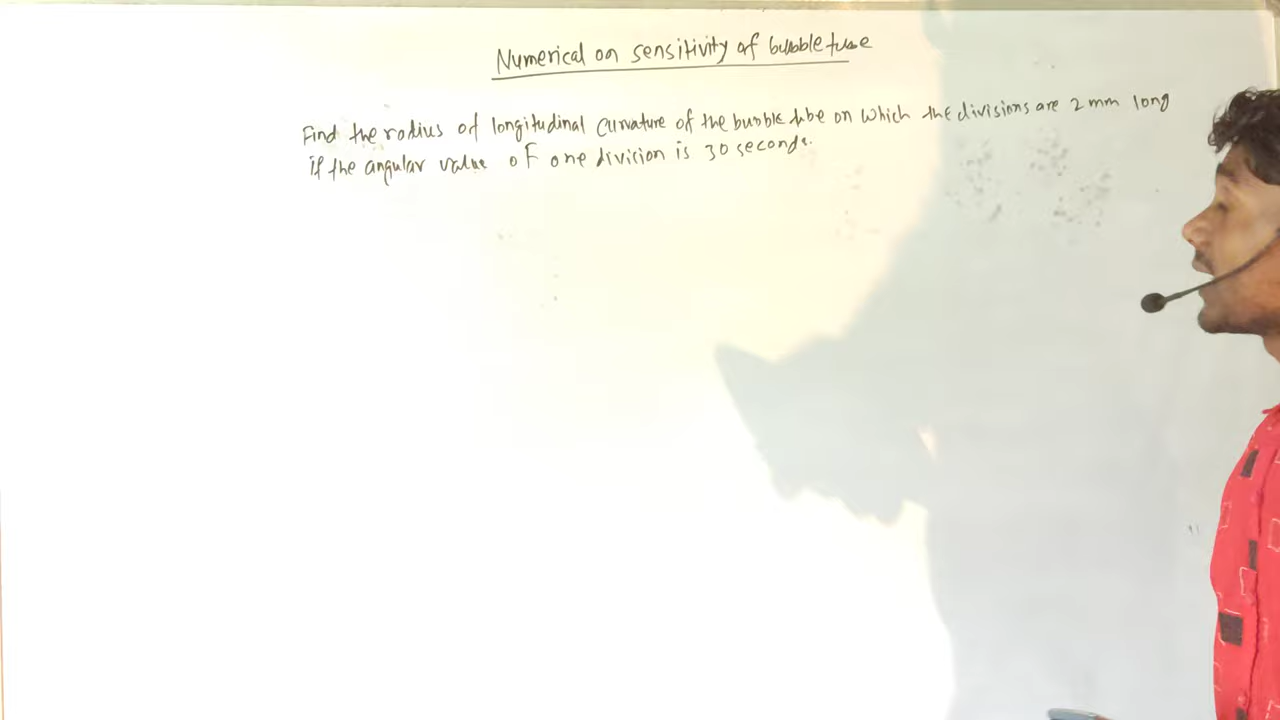 Numerical on sensitivity of bubble tube
Find the radius of longitudinal curvature of the bubble tube on which the divisions are 2 mm long
if the angular value of one division is 30 seconds.